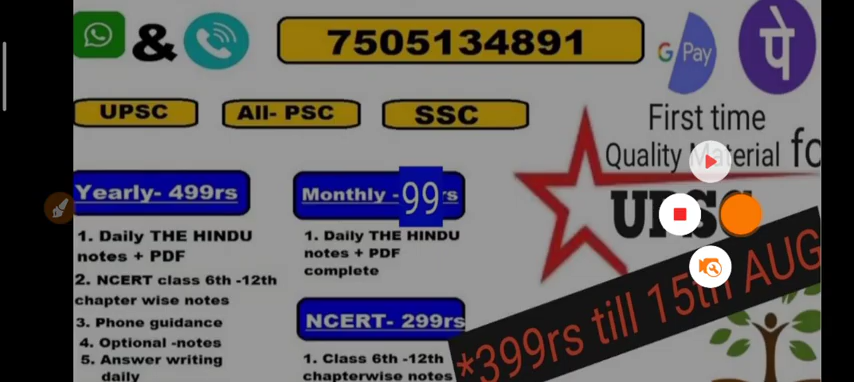 & 7505134891 G Pay पे
UPSC All- PSC SSC
First time
Quality Material fo
Yearly- 499rs
1. Daily THE HINDU
notes + PDF
2. NCERT class 6th -12th
chapter wise notes
3. Phone guidance
4. Optional -notes
5. Answer writing
daily
Monthly -99rs
1. Daily THE HINDU
notes + PDF
complete
NCERT- 299rs
1. Class 6th -12th
chapterwise notes
UPSC
*399rs till 15th AUG